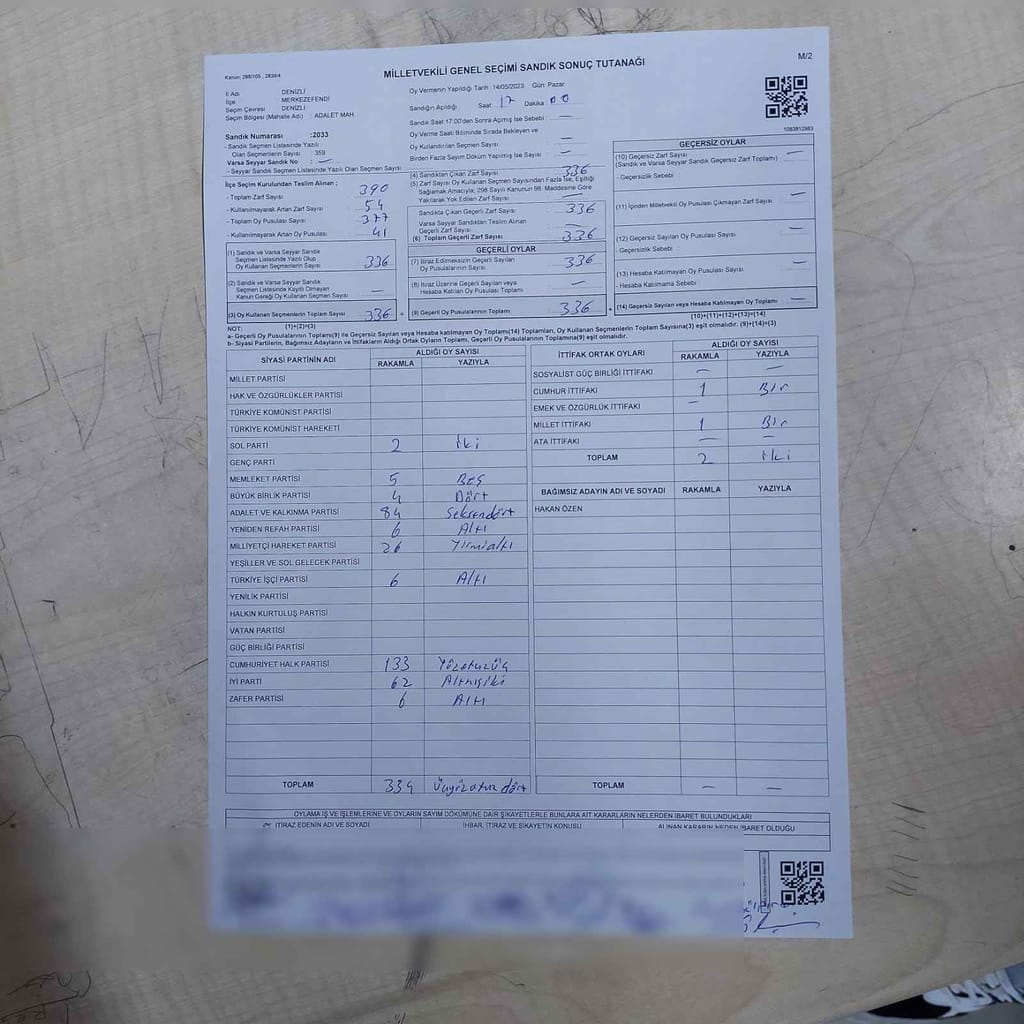 Kanun; 298/105 , 2839/4
MİLLETVEKİLİ GENEL SEÇİMİ SANDIK SONUÇ TUTANAĞI
M/2
İl Adı DENİZLİ
İlçe MERKEZEFENDİ
Seçim Çevresi DENİZLİ
Seçim Bölgesi (Mahalle Adı) : ADALET MAH.
Sandık Numarası :2033
- Sandık Seçmen Listesinde Yazılı
Olan Seçmenlerin Sayısı 359
Varsa Seyyar Sandık No : —
- Seyyar Sandık Seçmen Listesinde Yazılı Olan Seçmen Sayısı
Oy Vermenin Yapıldığı Tarih :14/05/2023 Gün: Pazar
Sandığın Açıldığı Saat 17 Dakika 00
Sandık Saat 17:00'den Sonra Açmış İse Sebebi : —
Oy Verme Saati Bitiminde Sırada Bekleyen ve
Oy Kullandırılan Seçmen Sayısı —
Birden Fazla Sayım Döküm Yapılmış İse Sayısı —
1083812983
İlçe Seçim Kurulundan Teslim Alınan ;
- Toplam Zarf Sayısı 390
- Kullanılmayarak Artan Zarf Sayısı 54
- Toplam Oy Pusulası Sayısı 377
- Kullanılmayarak Artan Oy Pusulası 41
(1) Sandık ve Varsa Seyyar Sandık
Seçmen Listesinde Yazılı Olup
Oy Kullanan Seçmenlerin Sayısı 336
(2) Sandık ve Varsa Seyyar Sandık
Seçmen Listesinde Kayıtlı Olmayan
Kanun Gereği Oy Kullanan Seçmen Sayısı —
(3) Oy Kullanan Seçmenlerin Toplam Sayısı 336 =
(1)+(2)=(3)
(4) Sandıktan Çıkan Zarf Sayısı 336
(5) Zarf Sayısı Oy Kullanan Seçmen Sayısından Fazla İse, Eşitliği
Sağlamak Amacıyla; 298 Sayılı Kanunun 98. Maddesine Göre
Yakılarak Yok Edilen Zarf Sayısı —
Sandıkta Çıkan Geçerli Zarf Sayısı 336
Varsa Seyyar Sandıktan Teslim Alınan
Geçerli Zarf Sayısı —
(6) Toplam Geçerli Zarf Sayısı 336
GEÇERLİ OYLAR
(7) İtiraz Edilmeksizin Geçerli Sayılan
Oy Pusulalarının Sayısı 336
(8) İtiraz Üzerine Geçerli Sayılan veya
Hesaba Katılan Oy Pusulası Toplamı —
(9) Geçerli Oy Pusulalarının Toplamı 336 +
GEÇERSİZ OYLAR
(10) Geçersiz Zarf Sayısı —
(Sandık ve Varsa Seyyar Sandık Geçersiz Zarf Toplamı)
- Geçersizlik Sebebi :
(11) İçinden Milletvekili Oy Pusulası Çıkmayan Zarf Sayısı —
(12) Geçersiz Sayılan Oy Pusulası Sayısı —
- Geçersizlik Sebebi :
(13) Hesaba Katılmayan Oy Pusulası Sayısı —
- Hesaba Katılmama Sebebi
(14) Geçersiz Sayılan veya Hesaba Katılmayan Oy Toplamı —
(10)+(11)+(12)+(13)=(14)
NOT:
a- Geçerli Oy Pusulalarının Toplamı(9) ile Geçersiz Sayılan veya Hesaba katılmayan Oy Toplamı(14) Toplamları, Oy Kullanan Seçmenlerin Toplam Sayısına(3) eşit olmalıdır. (9)+(14)=(3)
b- Siyasi Partilerin, Bağımsız Adayların ve İttifakların Aldığı Ortak Oyların Toplamı, Geçerli Oy Pusulalarının Toplamına(9) eşit olmalıdır.
SİYASİ PARTİNİN ADI ALDIĞI OY SAYISI
RAKAMLA YAZIYLA
MİLLET PARTİSİ
HAK VE ÖZGÜRLÜKLER PARTİSİ
TÜRKİYE KOMÜNİST PARTİSİ
TÜRKİYE KOMÜNİST HAREKETİ
SOL PARTİ 2 iki
GENÇ PARTİ
MEMLEKET PARTİSİ 5 BEŞ
BÜYÜK BİRLİK PARTİSİ 4 Dört
ADALET VE KALKINMA PARTİSİ 84 Seksendört
YENİDEN REFAH PARTİSİ 6 Altı
MİLLİYETÇİ HAREKET PARTİSİ 26 Yirmialtı
YEŞİLLER VE SOL GELECEK PARTİSİ
TÜRKİYE İŞÇİ PARTİSİ 6 Altı
YENİLİK PARTİSİ
HALKIN KURTULUŞ PARTİSİ
VATAN PARTİSİ
GÜÇ BİRLİĞİ PARTİSİ
CUMHURİYET HALK PARTİSİ 133 Yüzotuzüç
İYİ PARTİ 62 Altmışiki
ZAFER PARTİSİ 6 Altı
TOPLAM 334 Üçyüzotuz dört
İTTİFAK ORTAK OYLARI ALDIĞI OY SAYISI
RAKAMLA YAZIYLA
SOSYALİST GÜÇ BİRLİĞİ İTTİFAKI — —
CUMHUR İTTİFAKI 1 Bir
EMEK VE ÖZGÜRLÜK İTTİFAKI —
MİLLET İTTİFAKI 1 Bir
ATA İTTİFAKI — —
TOPLAM 2 iki
BAĞIMSIZ ADAYIN ADI VE SOYADI RAKAMLA YAZIYLA
HAKAN ÖZEN
TOPLAM — —
OYLAMA İŞ VE İŞLEMLERİNE VE OYLARIN SAYIM DÖKÜMÜNE DAİR ŞİKAYETLERLE BUNLARA AİT KARARLARIN NELERDEN İBARET BULUNDUKLARI
İTİRAZ EDENİN ADI VE SOYADI İHBAR, İTİRAZ VE ŞİKAYETİN KONUSU ALINAN KARARIN NEDEN İBARET OLDUĞU